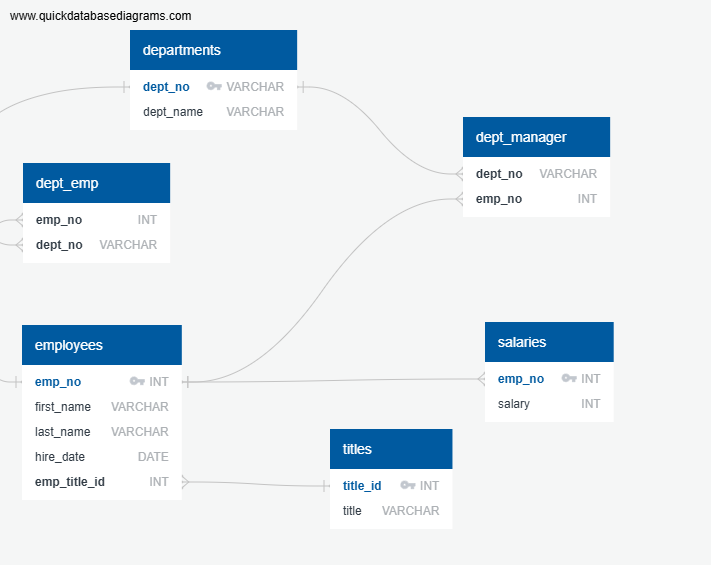 www.quickdatabasediagrams.com
departments
dept_no VARCHAR
dept_name VARCHAR
dept_manager
dept_no VARCHAR
emp_no INT
dept_emp
emp_no INT
dept_no VARCHAR
employees
emp_no INT
first_name VARCHAR
last_name VARCHAR
hire_date DATE
emp_title_id INT
salaries
emp_no INT
salary INT
titles
title_id INT
title VARCHAR